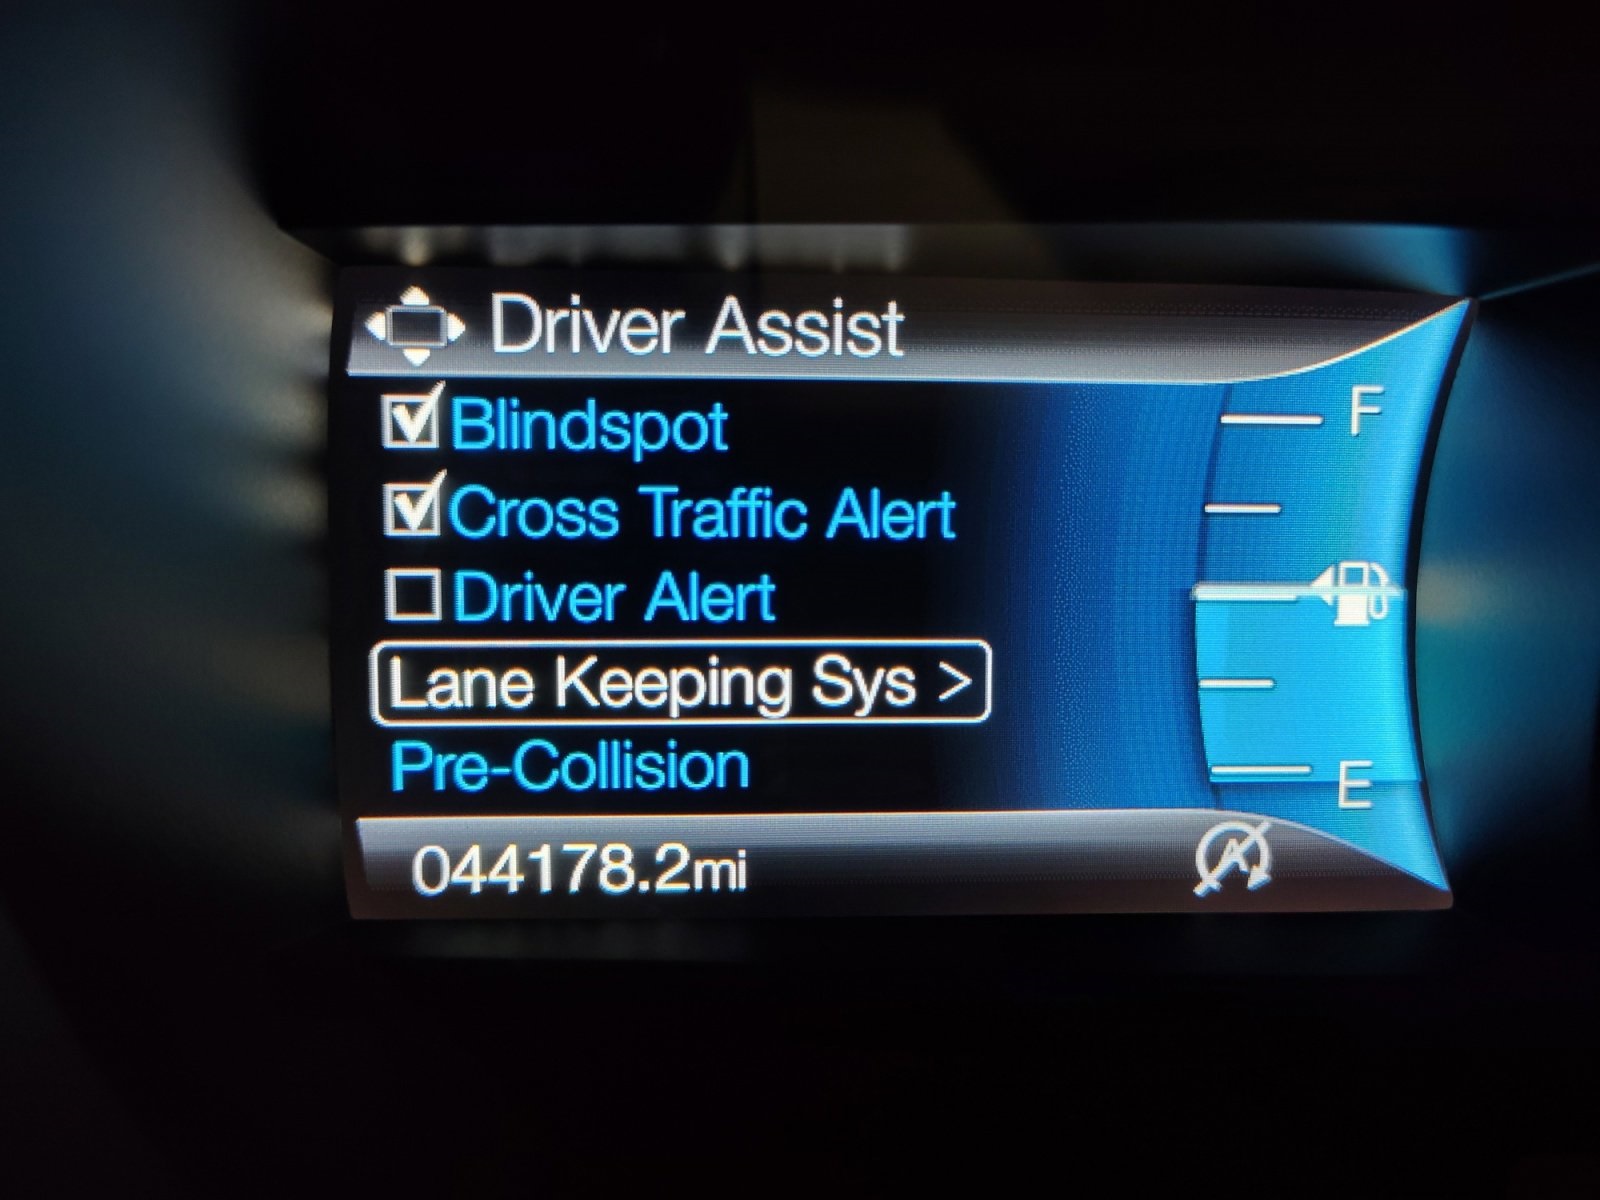 Driver Assist
Blindspot
Cross Traffic Alert
Driver Alert
Lane Keeping Sys >
Pre-Collision
044178.2mi
F
E
A